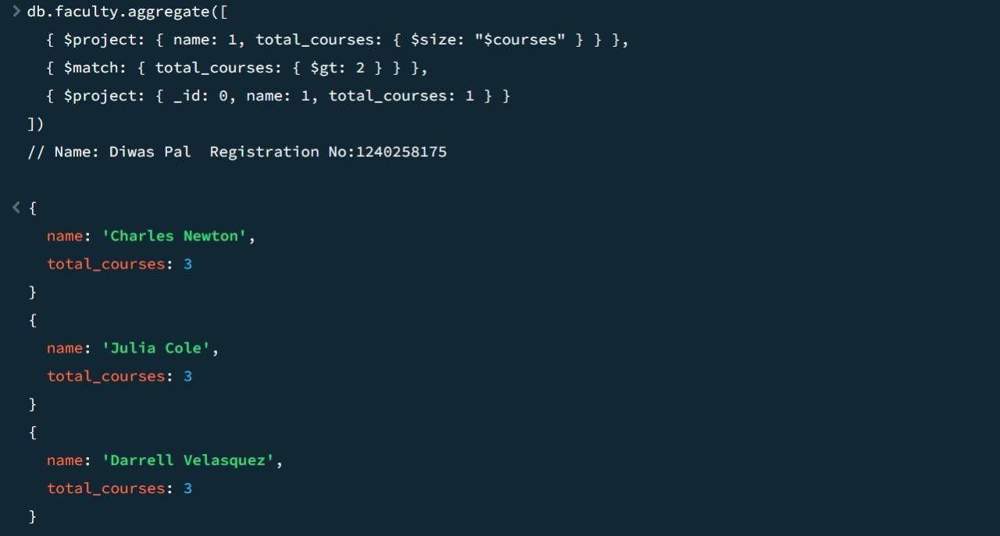 > db.faculty.aggregate([
{ $project: { name: 1, total_courses: { $size: "$courses" } } },
{ $match: { total_courses: { $gt: 2 } } },
{ $project: { _id: 0, name: 1, total_courses: 1 } }
])
// Name: Diwas Pal  Registration No:1240258175
< {
name: 'Charles Newton',
total_courses: 3
}
{
name: 'Julia Cole',
total_courses: 3
}
{
name: 'Darrell Velasquez',
total_courses: 3
}